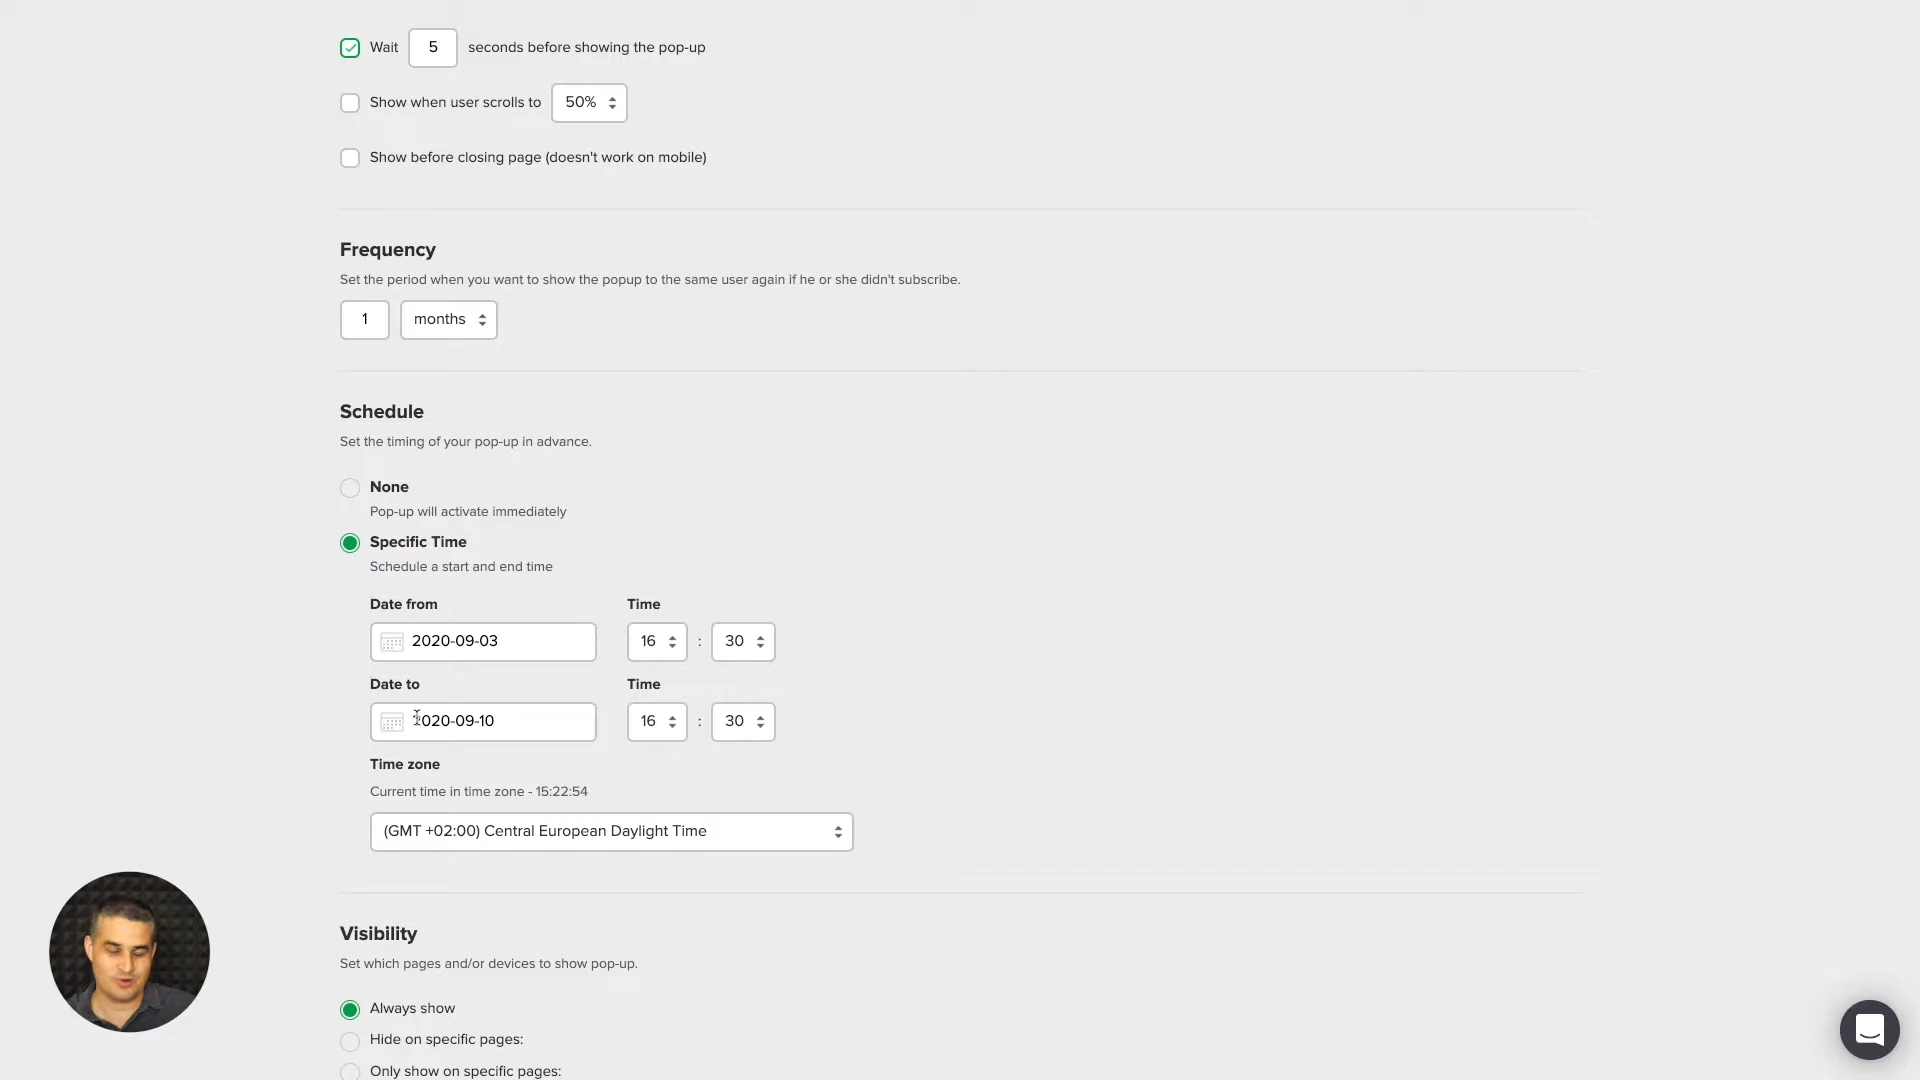 Wait 5 seconds before showing the pop-up
Show when user scrolls to 50%
Show before closing page (doesn't work on mobile)
Frequency
Set the period when you want to show the popup to the same user again if he or she didn't subscribe.
1 months
Schedule
Set the timing of your pop-up in advance.
None
Pop-up will activate immediately
Specific Time
Schedule a start and end time
Date from Time
2020-09-03 16 : 30
Date to Time
2020-09-10 16 : 30
Time zone
Current time in time zone - 15:22:54
(GMT +02:00) Central European Daylight Time
Visibility
Set which pages and/or devices to show pop-up.
Always show
Hide on specific pages:
Only show on specific pages: